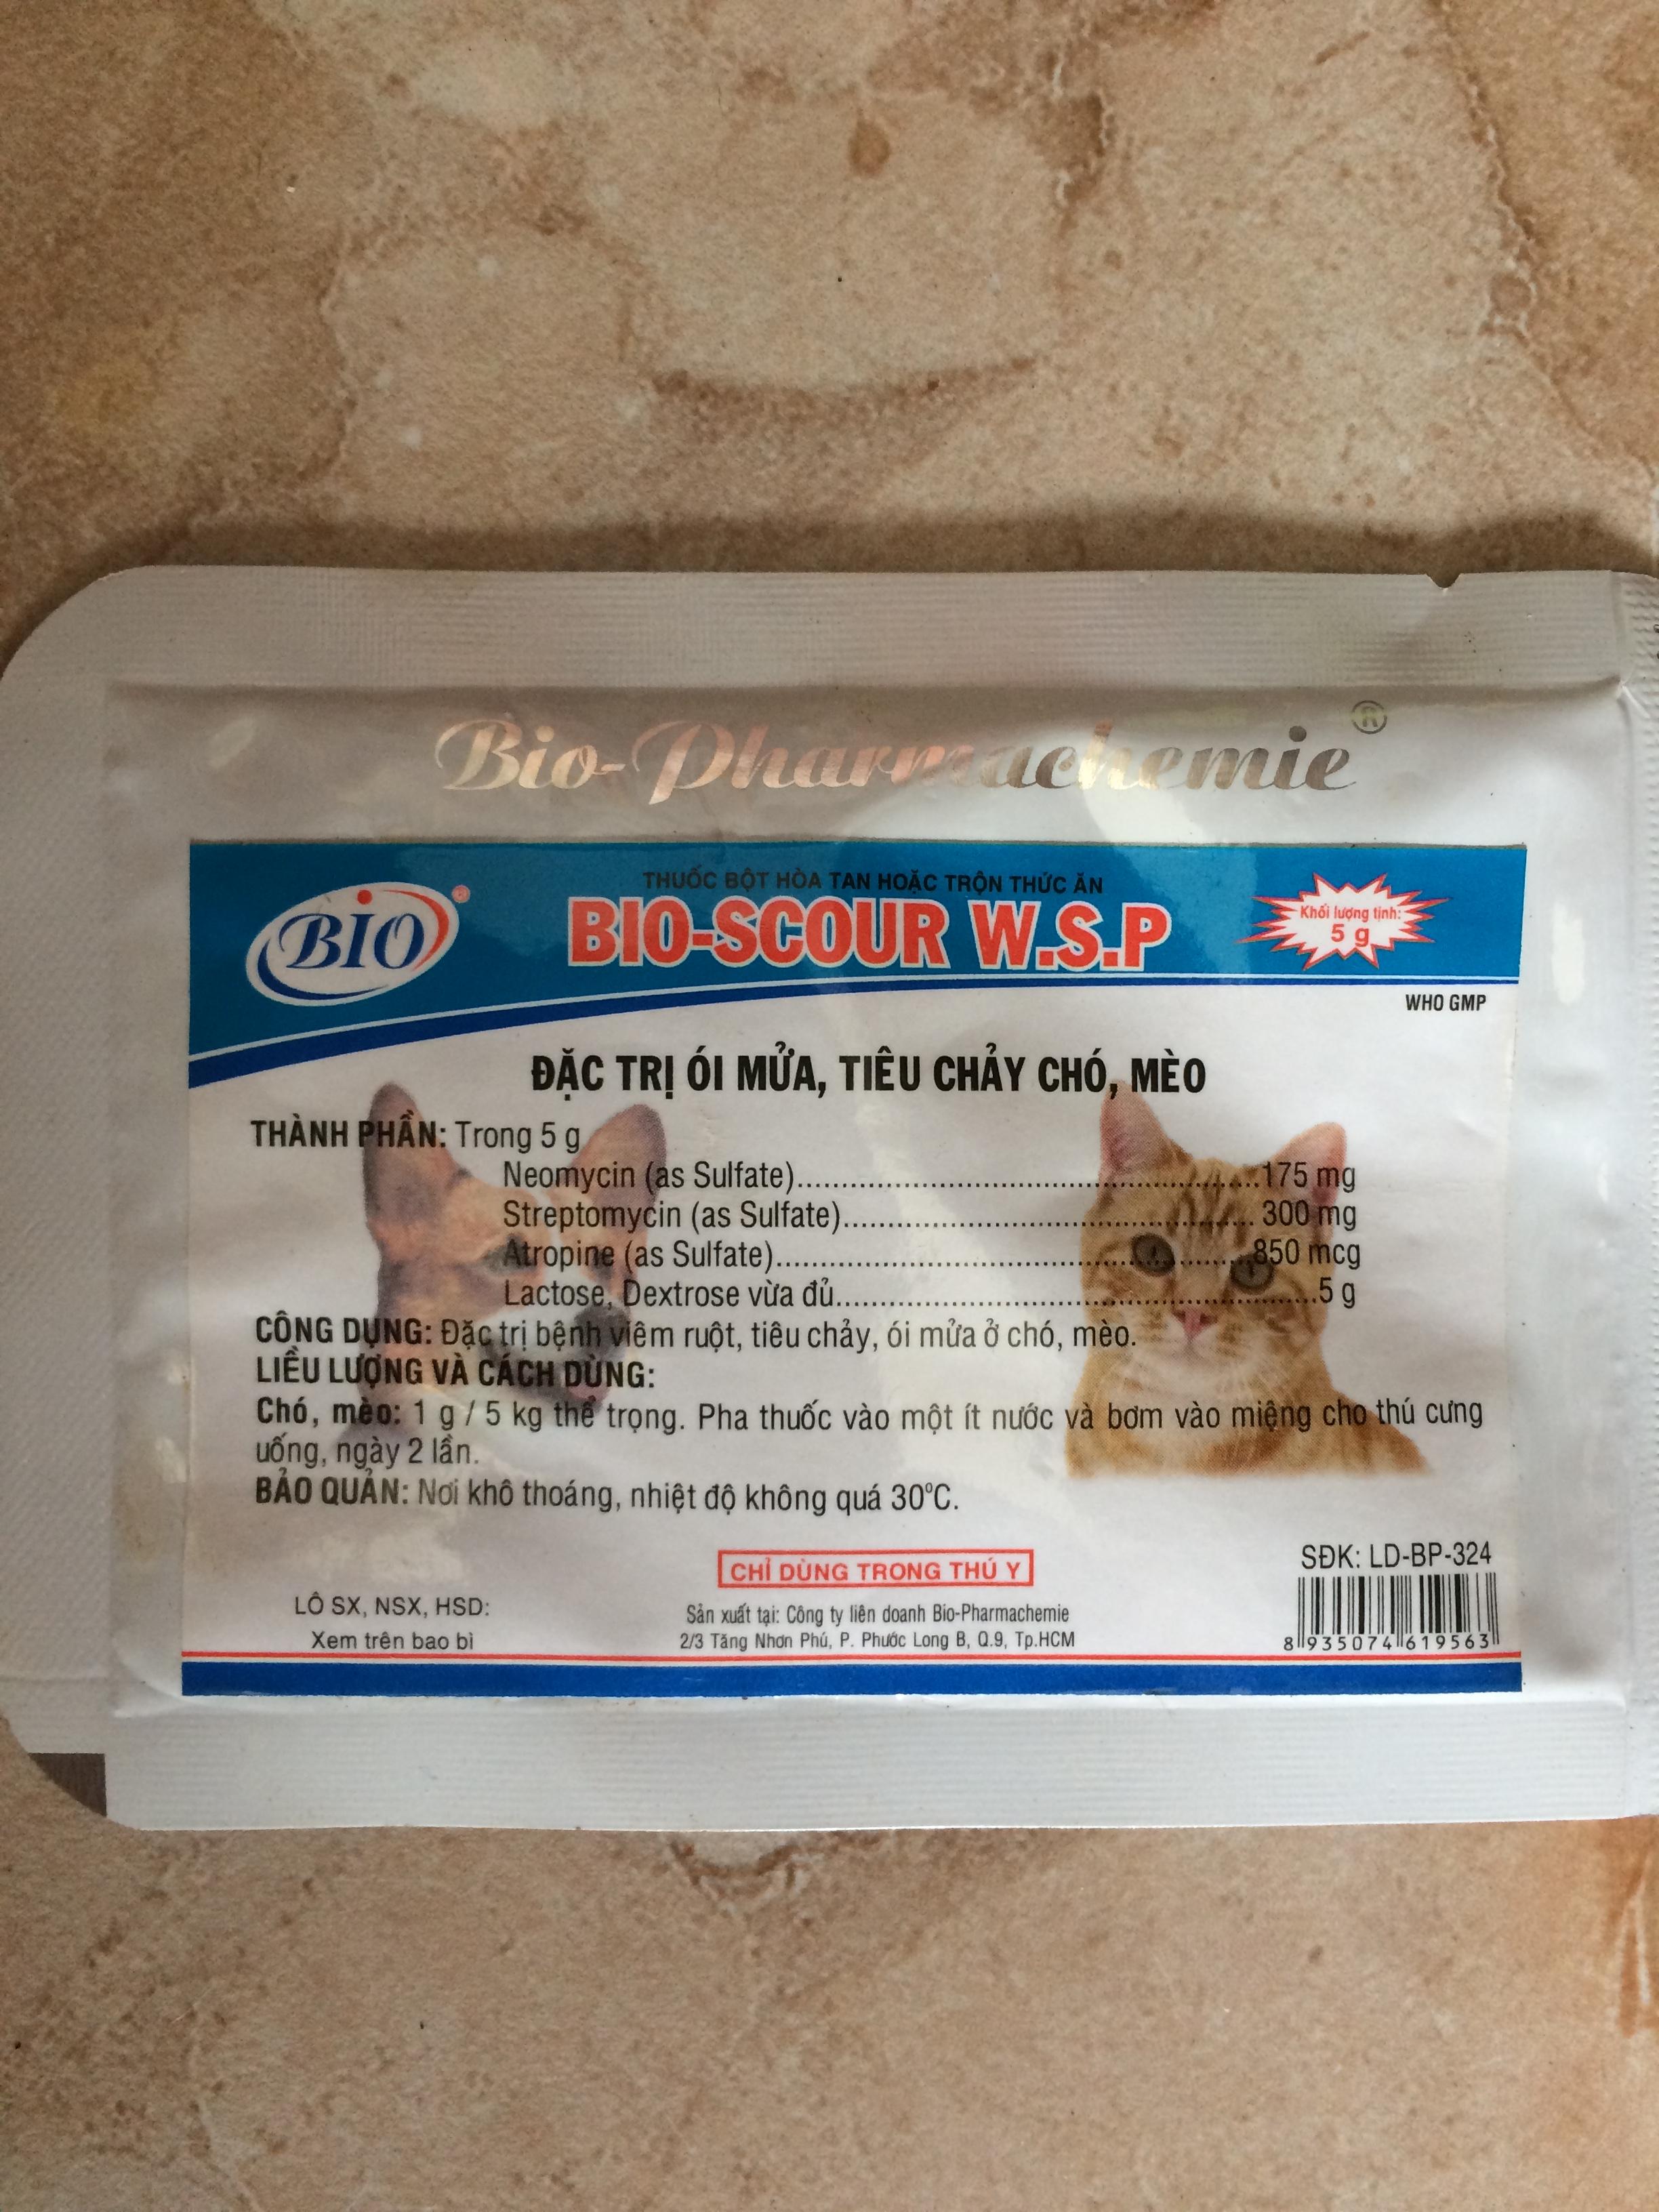 Bio-Pharmachemie®
BIO®
THUỐC BỘT HÒA TAN HOẶC TRỘN THỨC ĂN
BIO-SCOUR W.S.P
Khối lượng tịnh:
5 g
WHO GMP
ĐẶC TRỊ ÓI MỬA, TIÊU CHẢY CHÓ, MÈO
THÀNH PHẦN: Trong 5 g
Neomycin (as Sulfate)..........175 mg
Streptomycin (as Sulfate)..........300 mg
Atropine (as Sulfate)..........850 mcg
Lactose, Dextrose vừa đủ..........5 g
CÔNG DỤNG: Đặc trị bệnh viêm ruột, tiêu chảy, ói mửa ở chó, mèo.
LIỀU LƯỢNG VÀ CÁCH DÙNG:
Chó, mèo: 1 g / 5 kg thể trọng. Pha thuốc vào một ít nước và bơm vào miệng cho thú cưng
uống, ngày 2 lần.
BẢO QUẢN: Nơi khô thoáng, nhiệt độ không quá 30°C.
CHỈ DÙNG TRONG THÚ Y
LÔ SX, NSX, HSD:
Xem trên bao bì
Sản xuất tại: Công ty liên doanh Bio-Pharmachemie
2/3 Tăng Nhơn Phú, P. Phước Long B, Q.9, Tp.HCM
SĐK: LD-BP-324
8 935074 619563